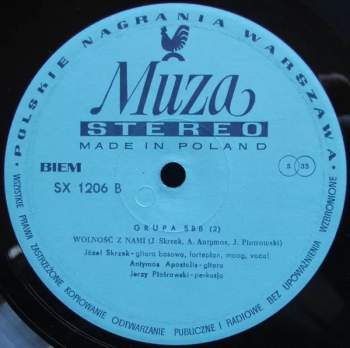 · POLSKIE NAGRANIA WARSZAWA ·
Muza
STEREO
MADE IN POLAND
BIEM
S 33
SX 1206 B
GRUPA SBB (2)
WOLNOŚĆ Z NAMI (J. Skrzek, A. Antymos, J. Piotrowski)
Józef Skrzek - gitara basowa, fortepian, moog, vocal
Antymos Apostolis - gitara
Jerzy Piotrowski - perkusja
WSZYSTKIE PRAWA ZASTRZEŻONE KOPIOWANIE ODTWARZANIE PUBLICZNE I RADIOWE BEZ UPOWAŻNIENIA WZBRONIONE